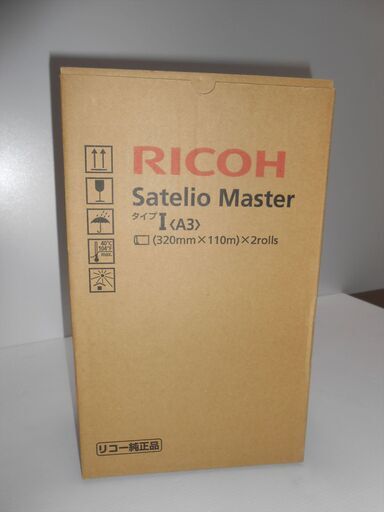 RICOH
Satelio Master
タイプI〈A3〉
(320mm×110m)×2rolls
40℃
104°F
max.
リコー純正品